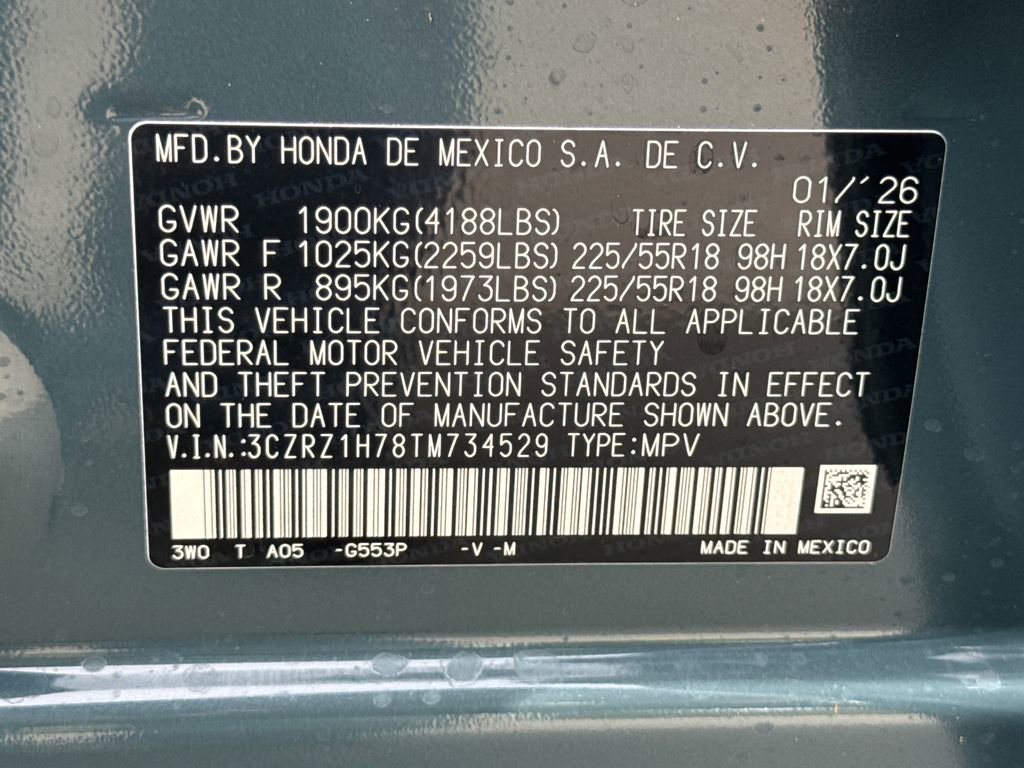 MFD.BY HONDA DE MEXICO S.A. DE C.V.
01/'26
GVWR 1900KG(4188LBS) TIRE SIZE RIM SIZE
GAWR F 1025KG(2259LBS) 225/55R18 98H 18X7.0J
GAWR R 895KG(1973LBS) 225/55R18 98H 18X7.0J
THIS VEHICLE CONFORMS TO ALL APPLICABLE
FEDERAL MOTOR VEHICLE SAFETY
AND THEFT PREVENTION STANDARDS IN EFFECT
ON THE DATE OF MANUFACTURE SHOWN ABOVE.
V.I.N.:3CZRZ1H78TM734529 TYPE:MPV
3W0 T A05 -G553P -V -M MADE IN MEXICO